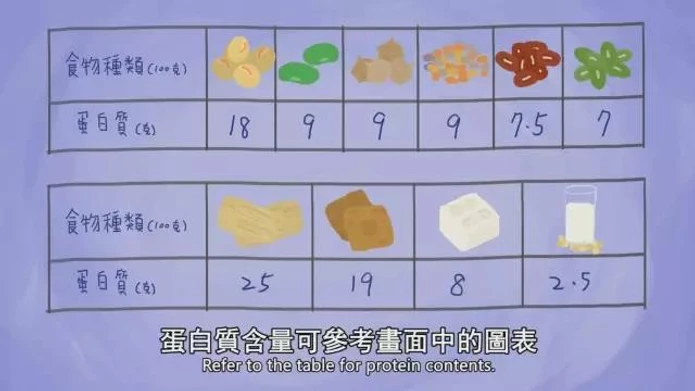 食物種類(100克)
蛋白質(克) 18 9 9 9 7.5 7
食物種類(100克)
蛋白質(克) 25 19 8 2.5
蛋白質含量可參考畫面中的圖表
Refer to the table for protein contents.